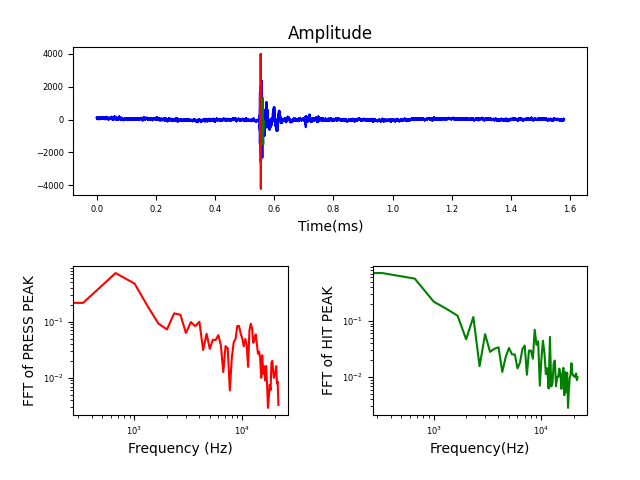 Amplitude
4000
2000
0
−2000
−4000
0.0 0.2 0.4 0.6 0.8 1.0 1.2 1.4 1.6
Time(ms)
FFT of PRESS PEAK
10⁻¹
10⁻²
10³ 10⁴
Frequency (Hz)
FFT of HIT PEAK
10⁻¹
10⁻²
10³ 10⁴
Frequency(Hz)